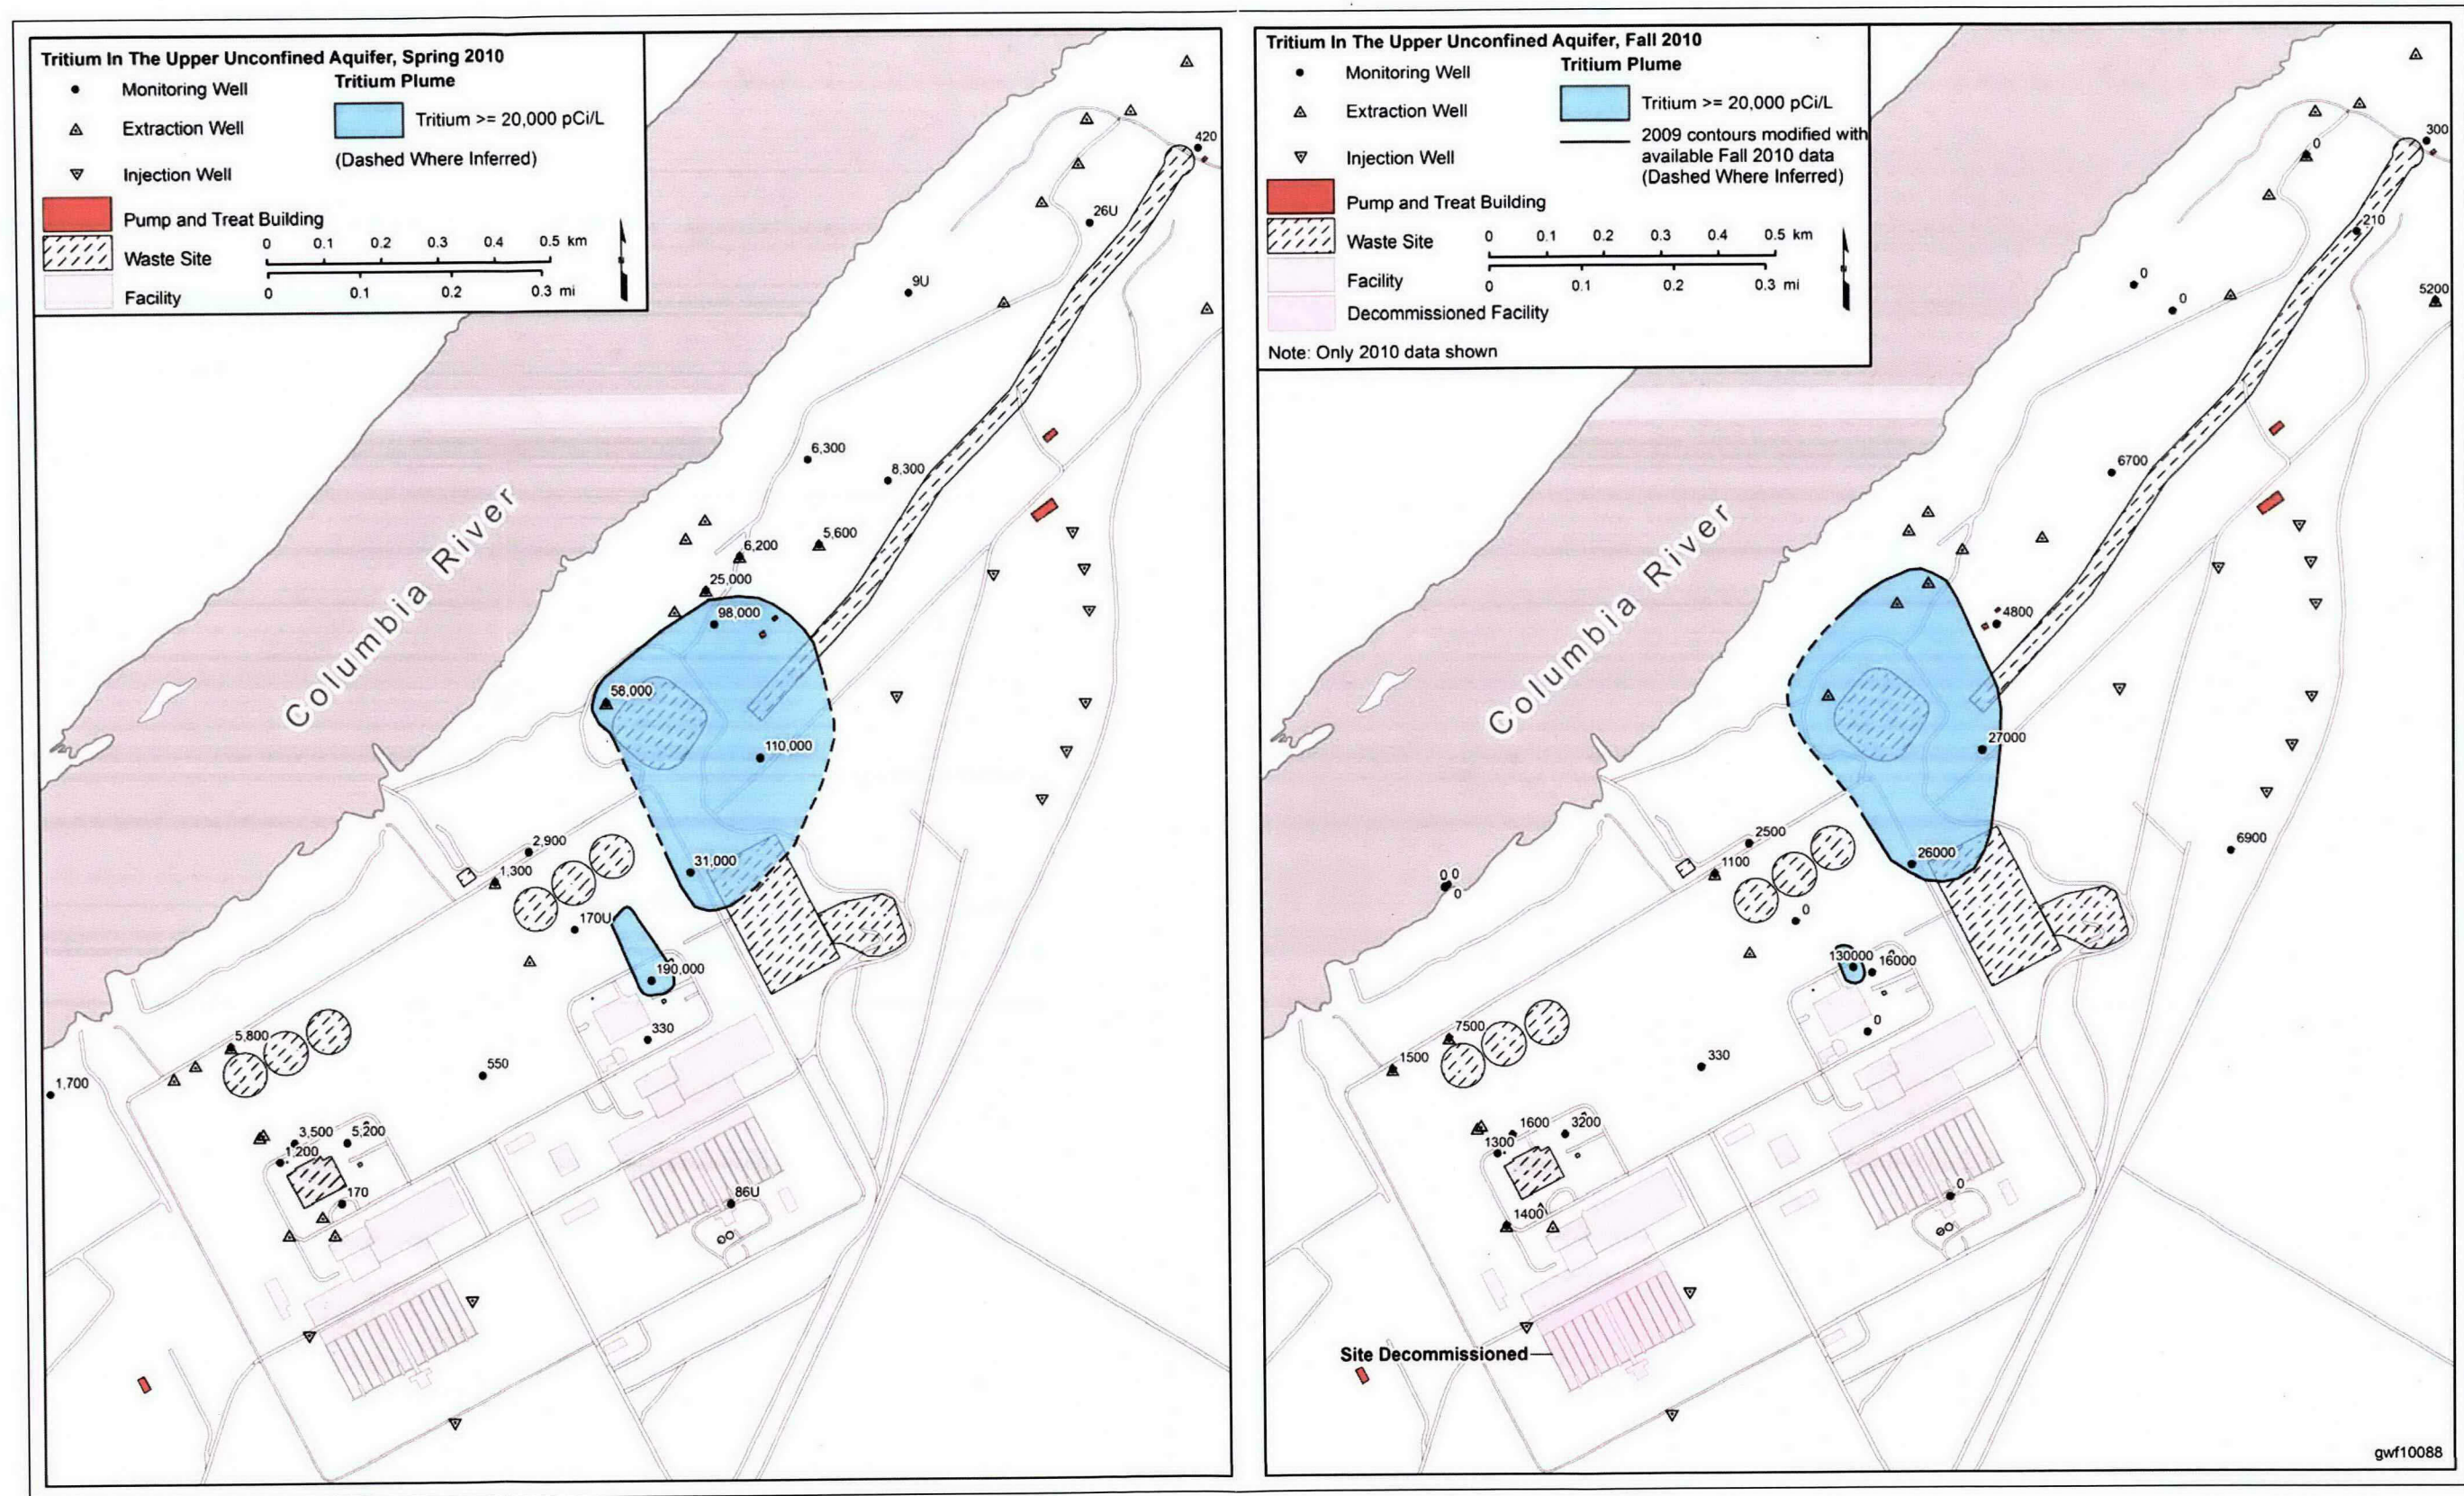 Tritium In The Upper Unconfined Aquifer, Spring 2010
Monitoring Well
Extraction Well
Injection Well
Tritium Plume
Tritium >= 20,000 pCi/L
(Dashed Where Inferred)
Pump and Treat Building
Waste Site
Facility
0 0.1 0.2 0.3 0.4 0.5 km
0 0.1 0.2 0.3 mi
Columbia River
420
26U
9U
6,300
8,300
5,600
6,200
25,000
98,000
58,000
110,000
31,000
2,900
1,300
170U
190,000
330
5,800
550
1,700
3,500
5,200
1,200
170
86U
Tritium In The Upper Unconfined Aquifer, Fall 2010
Monitoring Well
Extraction Well
Injection Well
Tritium Plume
Tritium >= 20,000 pCi/L
2009 contours modified with
available Fall 2010 data
(Dashed Where Inferred)
Pump and Treat Building
Waste Site
Facility
Decommissioned Facility
0 0.1 0.2 0.3 0.4 0.5 km
0 0.1 0.2 0.3 mi
Note: Only 2010 data shown
Columbia River
300
0
210
0
0
5200
6700
4800
27000
26000
6900
2500
1100
0 0
0
0
130000
16000
0
7500
1500
330
1600
3200
1300
1400
0
Site Decommissioned
gwf10088